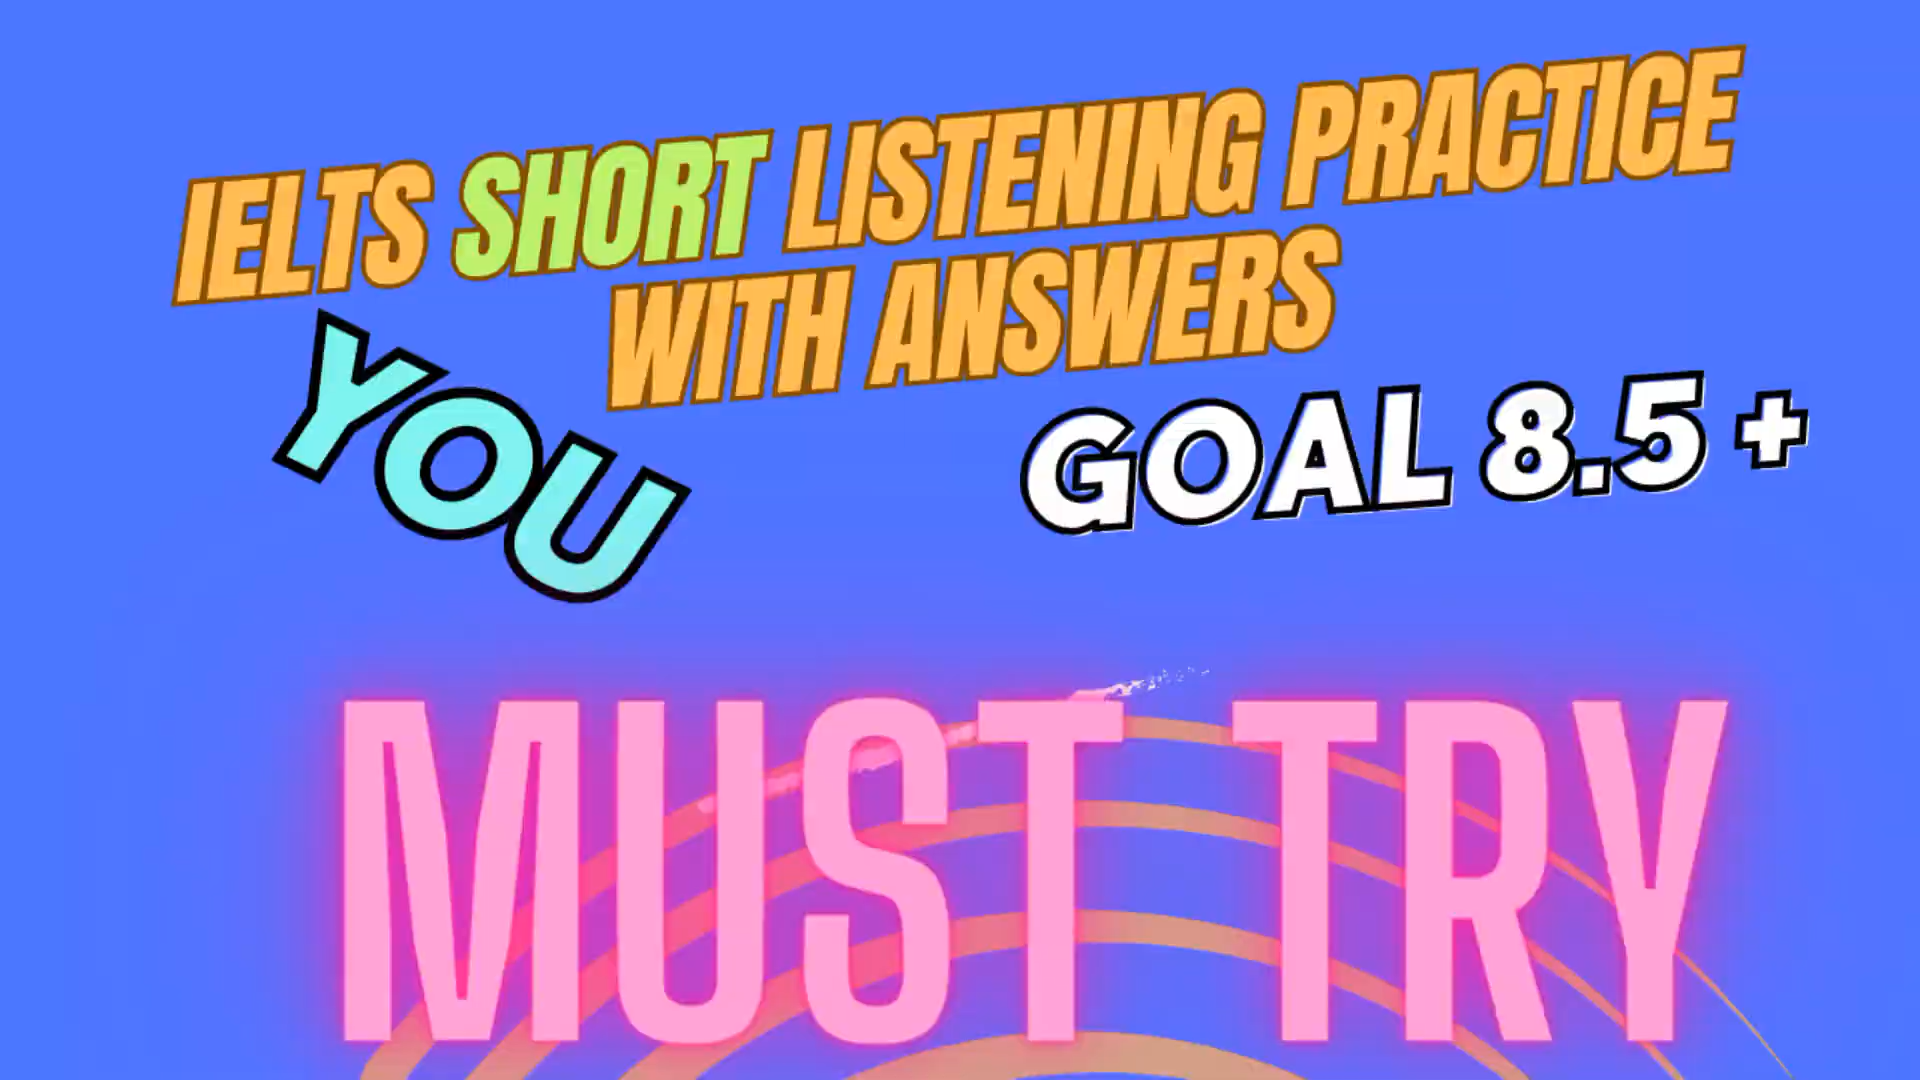 IELTS SHORT LISTENING PRACTICE
WITH ANSWERS
YOU
GOAL 8.5 +
MUST TRY